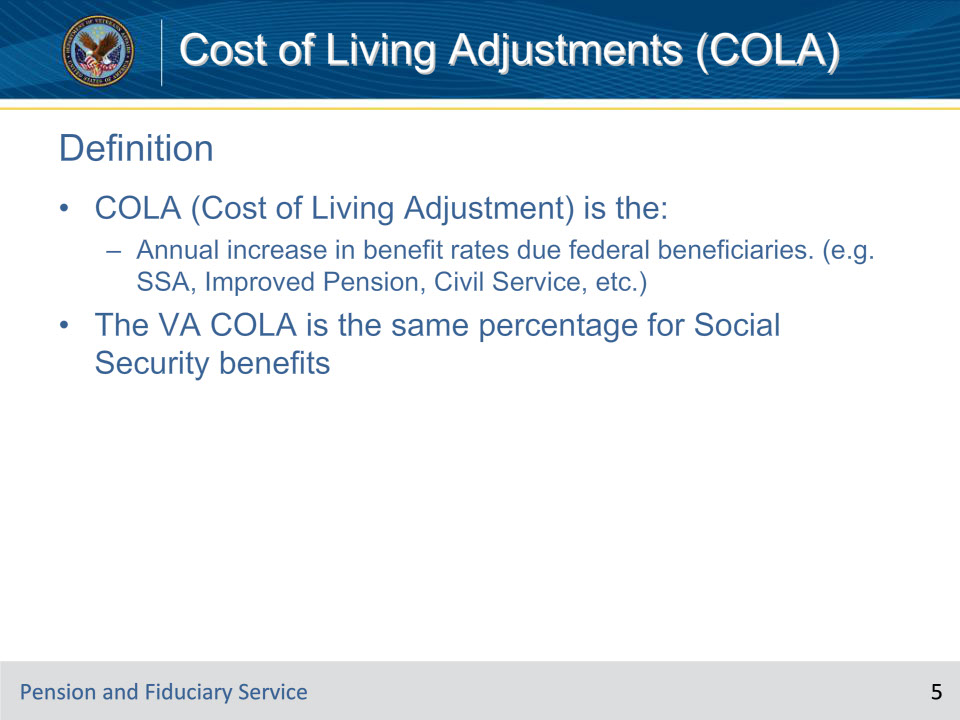 Cost of Living Adjustments (COLA)
Definition
• COLA (Cost of Living Adjustment) is the:
– Annual increase in benefit rates due federal beneficiaries. (e.g.
SSA, Improved Pension, Civil Service, etc.)
• The VA COLA is the same percentage for Social
Security benefits
Pension and Fiduciary Service
5